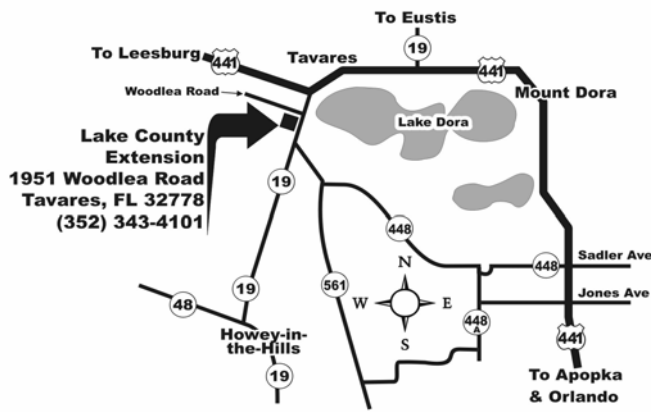 To Eustis
19
To Leesburg
441
Tavares
441
Woodlea Road
Mount Dora
Lake Dora
Lake County
Extension
1951 Woodlea Road
Tavares, FL 32778
(352) 343-4101
19
448
N
W
E
S
561
448
Sadler Ave
Jones Ave
19
48
448
A
Howey-in-
the-Hills
441
19
To Apopka
& Orlando